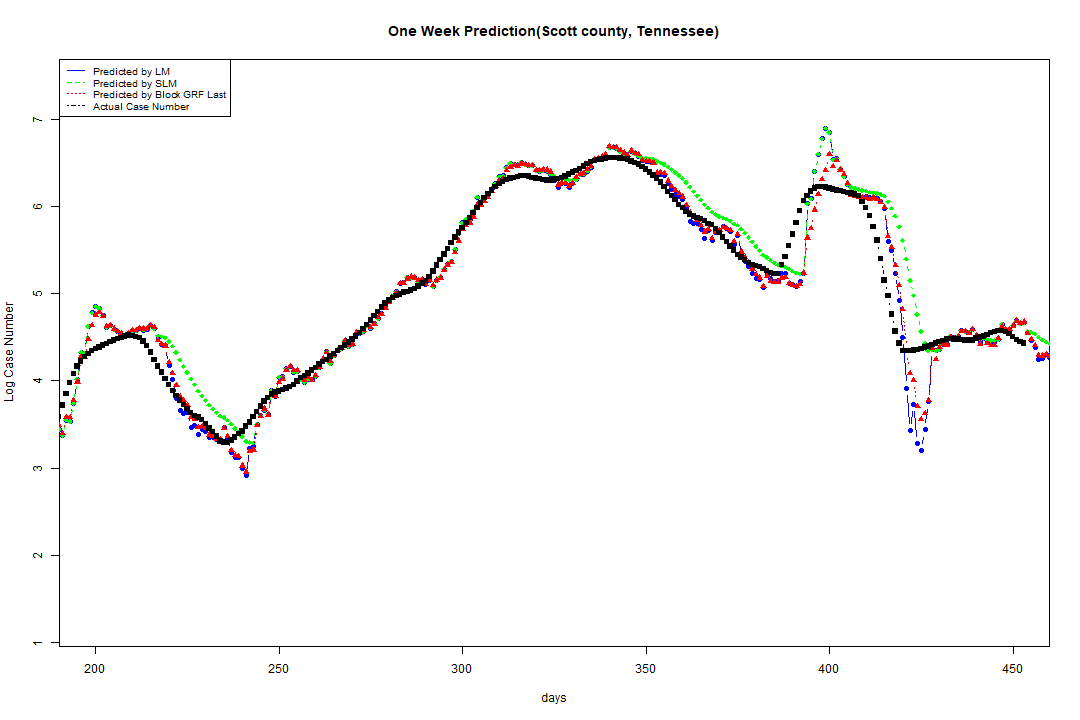 One Week Prediction(Scott county, Tennessee)
Predicted by LM
Predicted by SLM
Predicted by Block GRF Last
Actual Case Number
7
6
5
4
3
2
1
Log Case Number
200 250 300 350 400 450
days